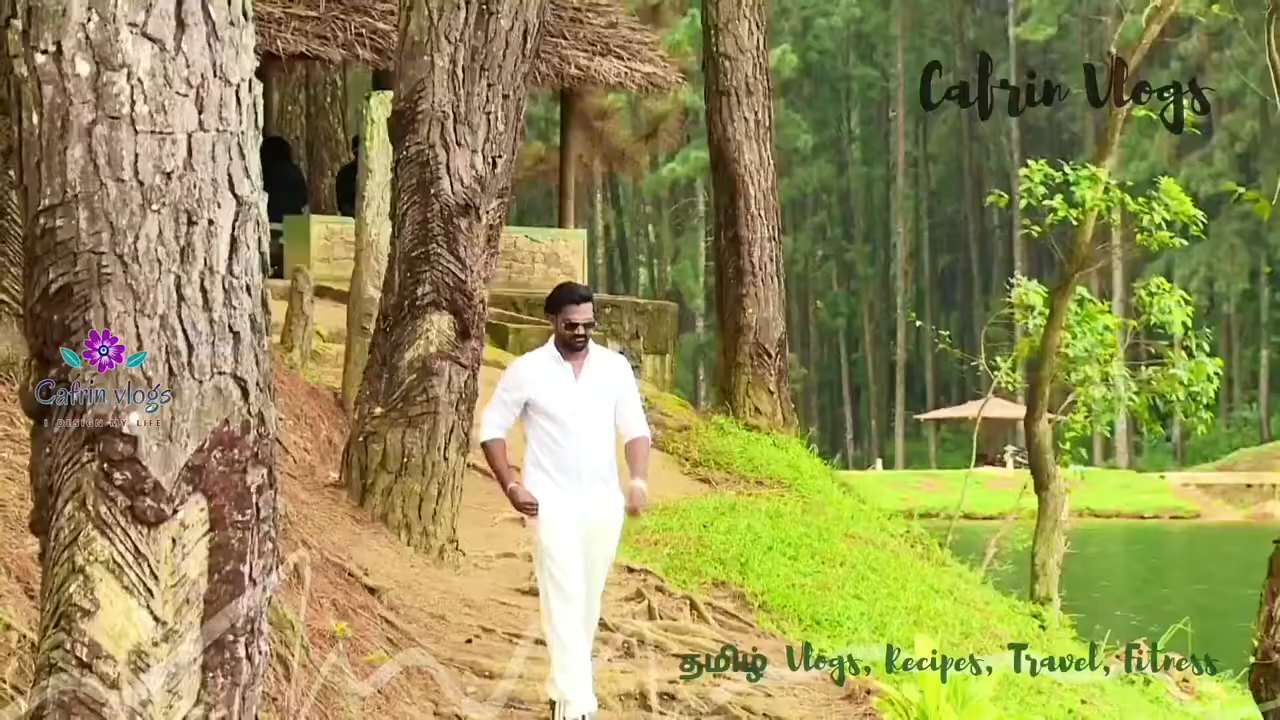 Cafrin Vlogs
Cafrin vlogs
I DESIGN MY LIFE
தமிழ் Vlogs, Recipes, Travel, Fitness